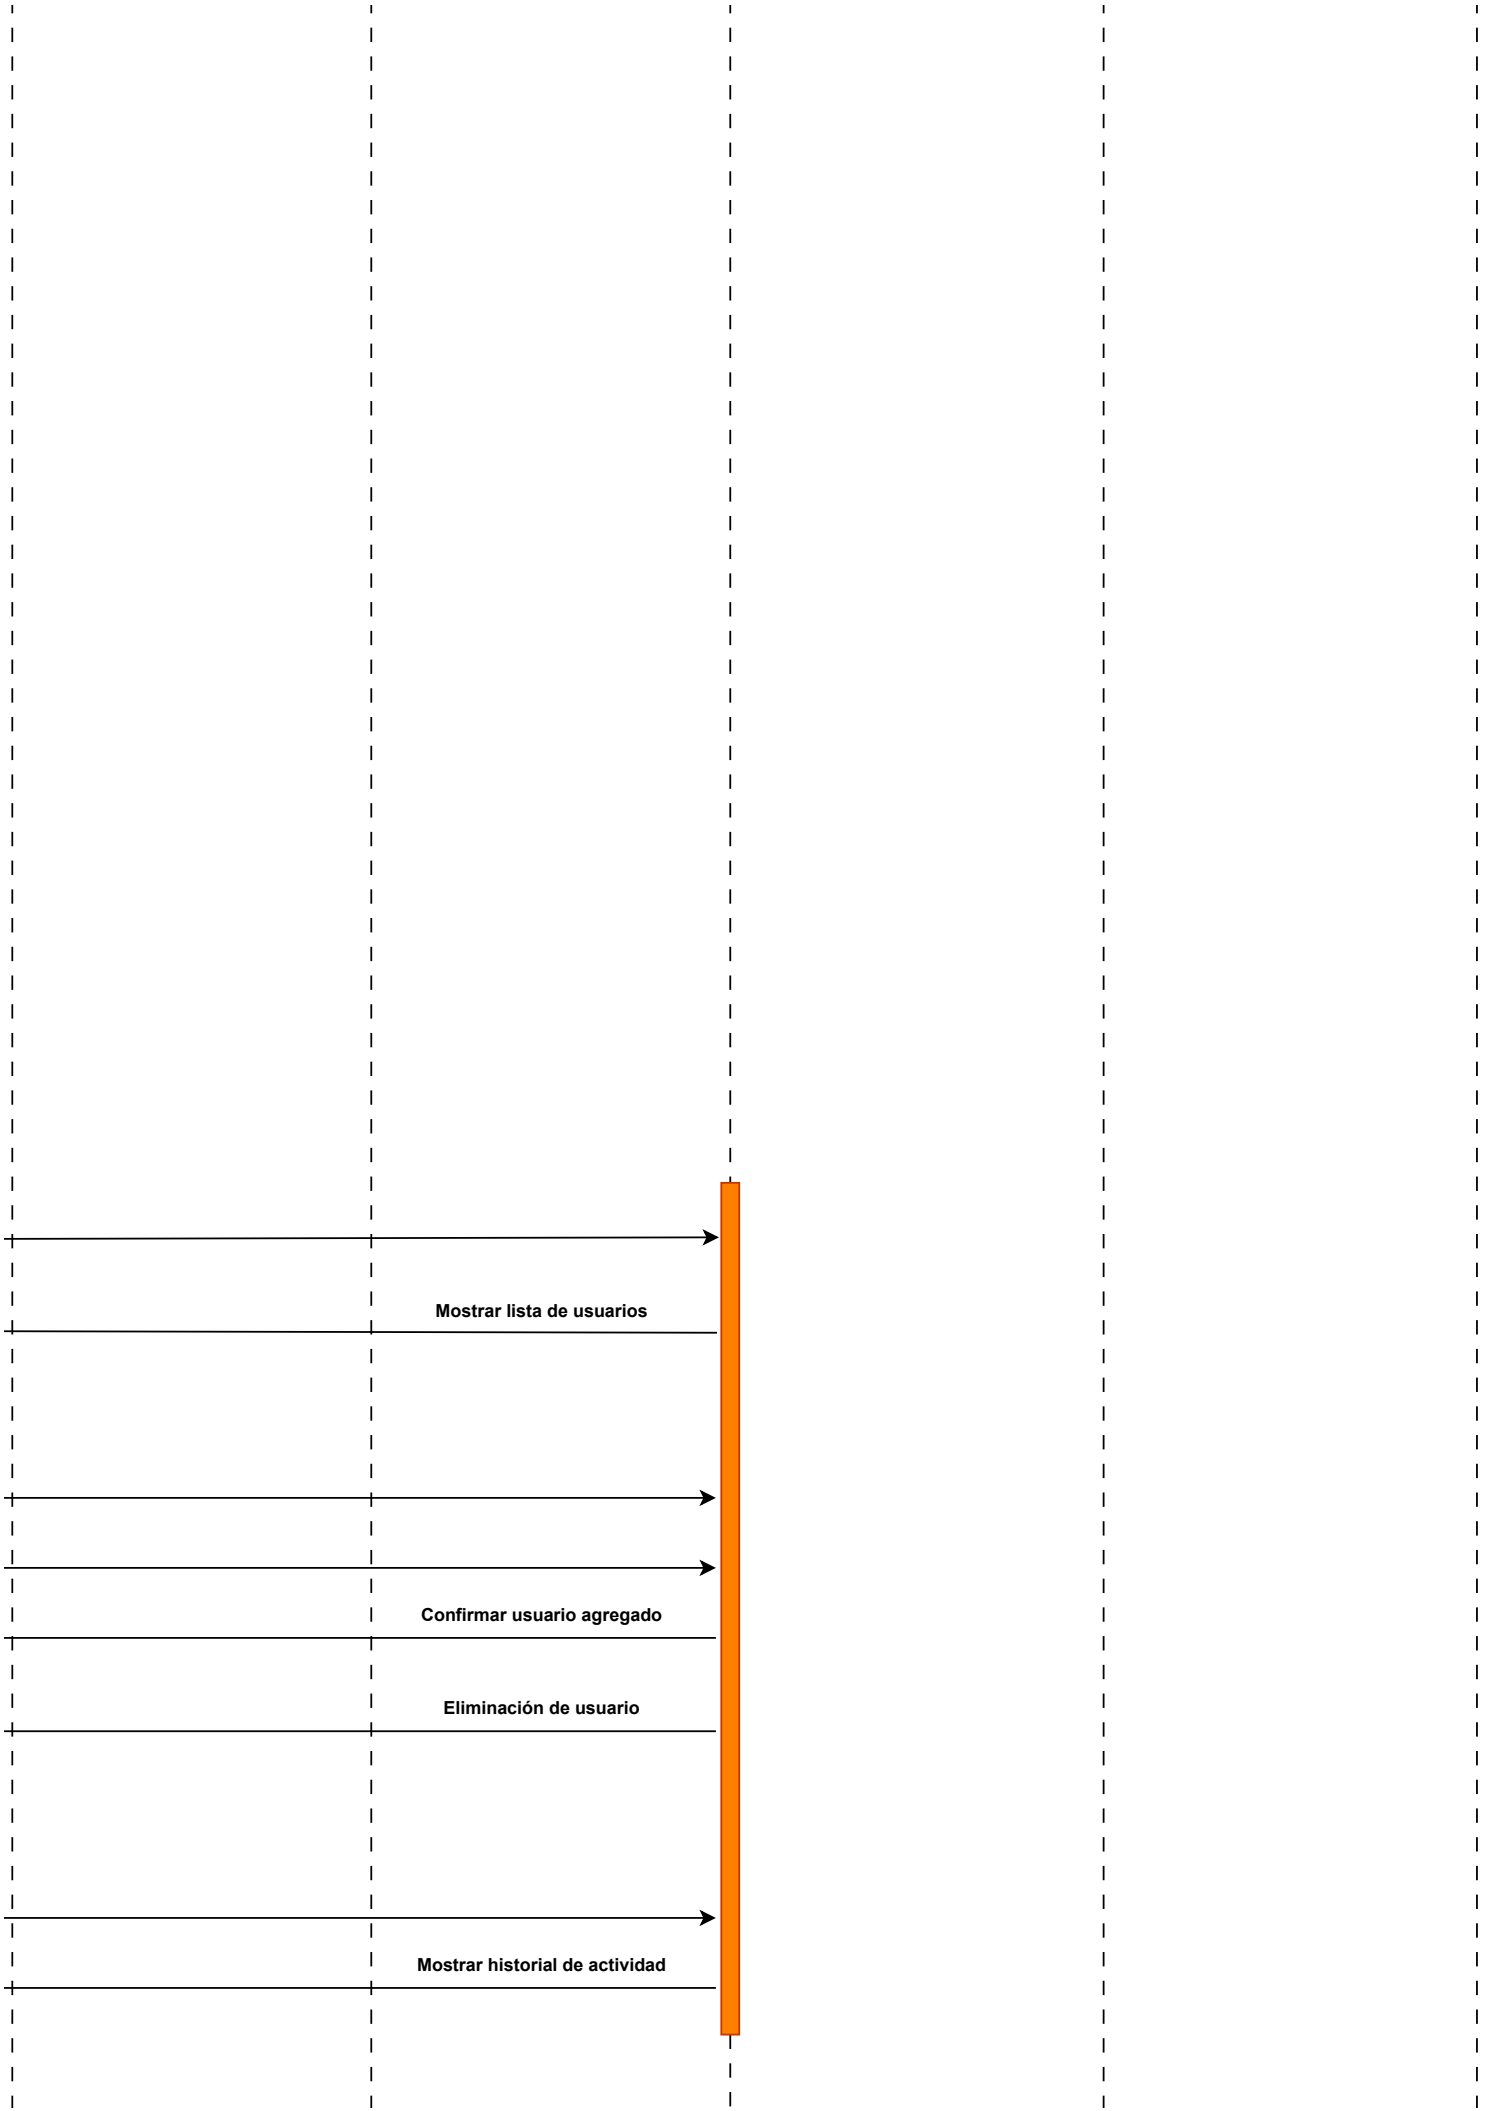 Mostrar lista de usuarios
Confirmar usuario agregado
Eliminación de usuario
Mostrar historial de actividad